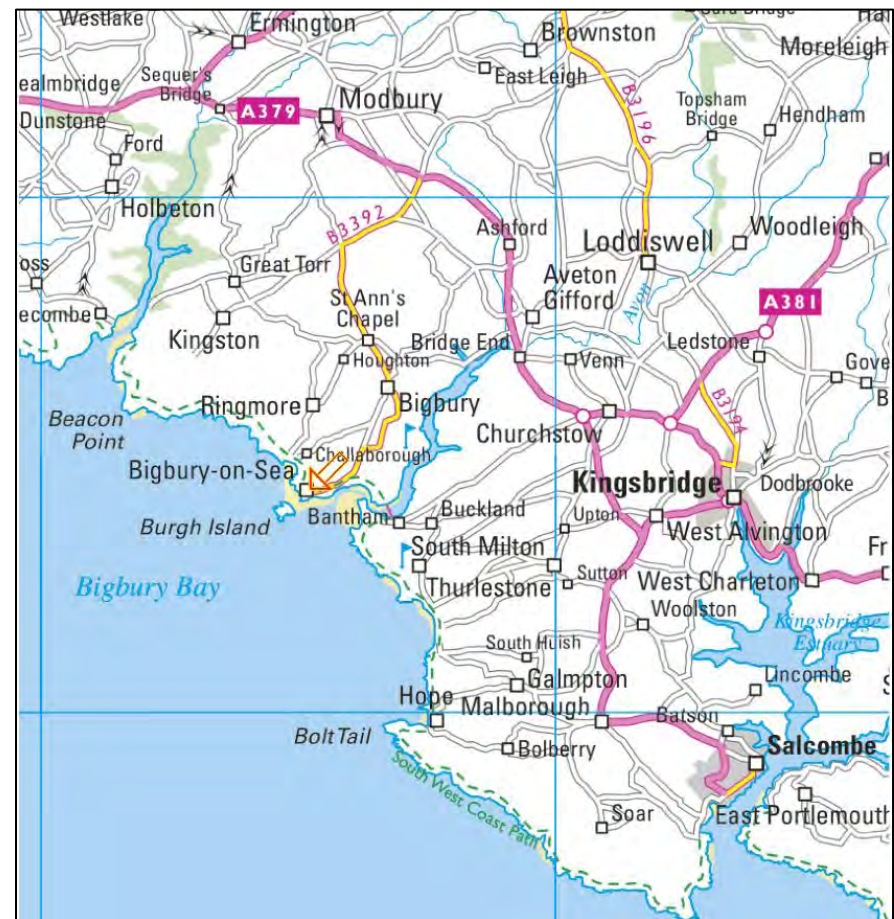 Westlake
Ermington
Brownston
Moreleigh
East Leigh
ealmbridge
Sequer's
Bridge
A379
Modbury
B3196
Topsham
Bridge
Hendham
Dunstone
Ford
Holbeton
B3392
Ashford
Loddiswell
Woodleigh
oss
Great Torr
Aveton
Gifford
Avon
A381
ecombe
St Ann's
Chapel
Kingston
Bridge End
Ledstone
Houghton
Venn
Gove
B
Ringmore
Bigbury
B3194
Beacon
Point
Churchstow
Challaborough
Bigbury-on-Sea
Kingsbridge
Dodbrooke
Burgh Island
Bantham
Buckland
Upton
West Alvington
South Milton
Fr
Bigbury Bay
Thurlestone
Sutton
West Charleton
Woolston
Kingsbridge
Estuary
South Huish
Galmpton
Lincombe
Hope
Malborough
Batson
Bolt Tail
Bolberry
Salcombe
South West Coast Path
Soar
East Portlemouth